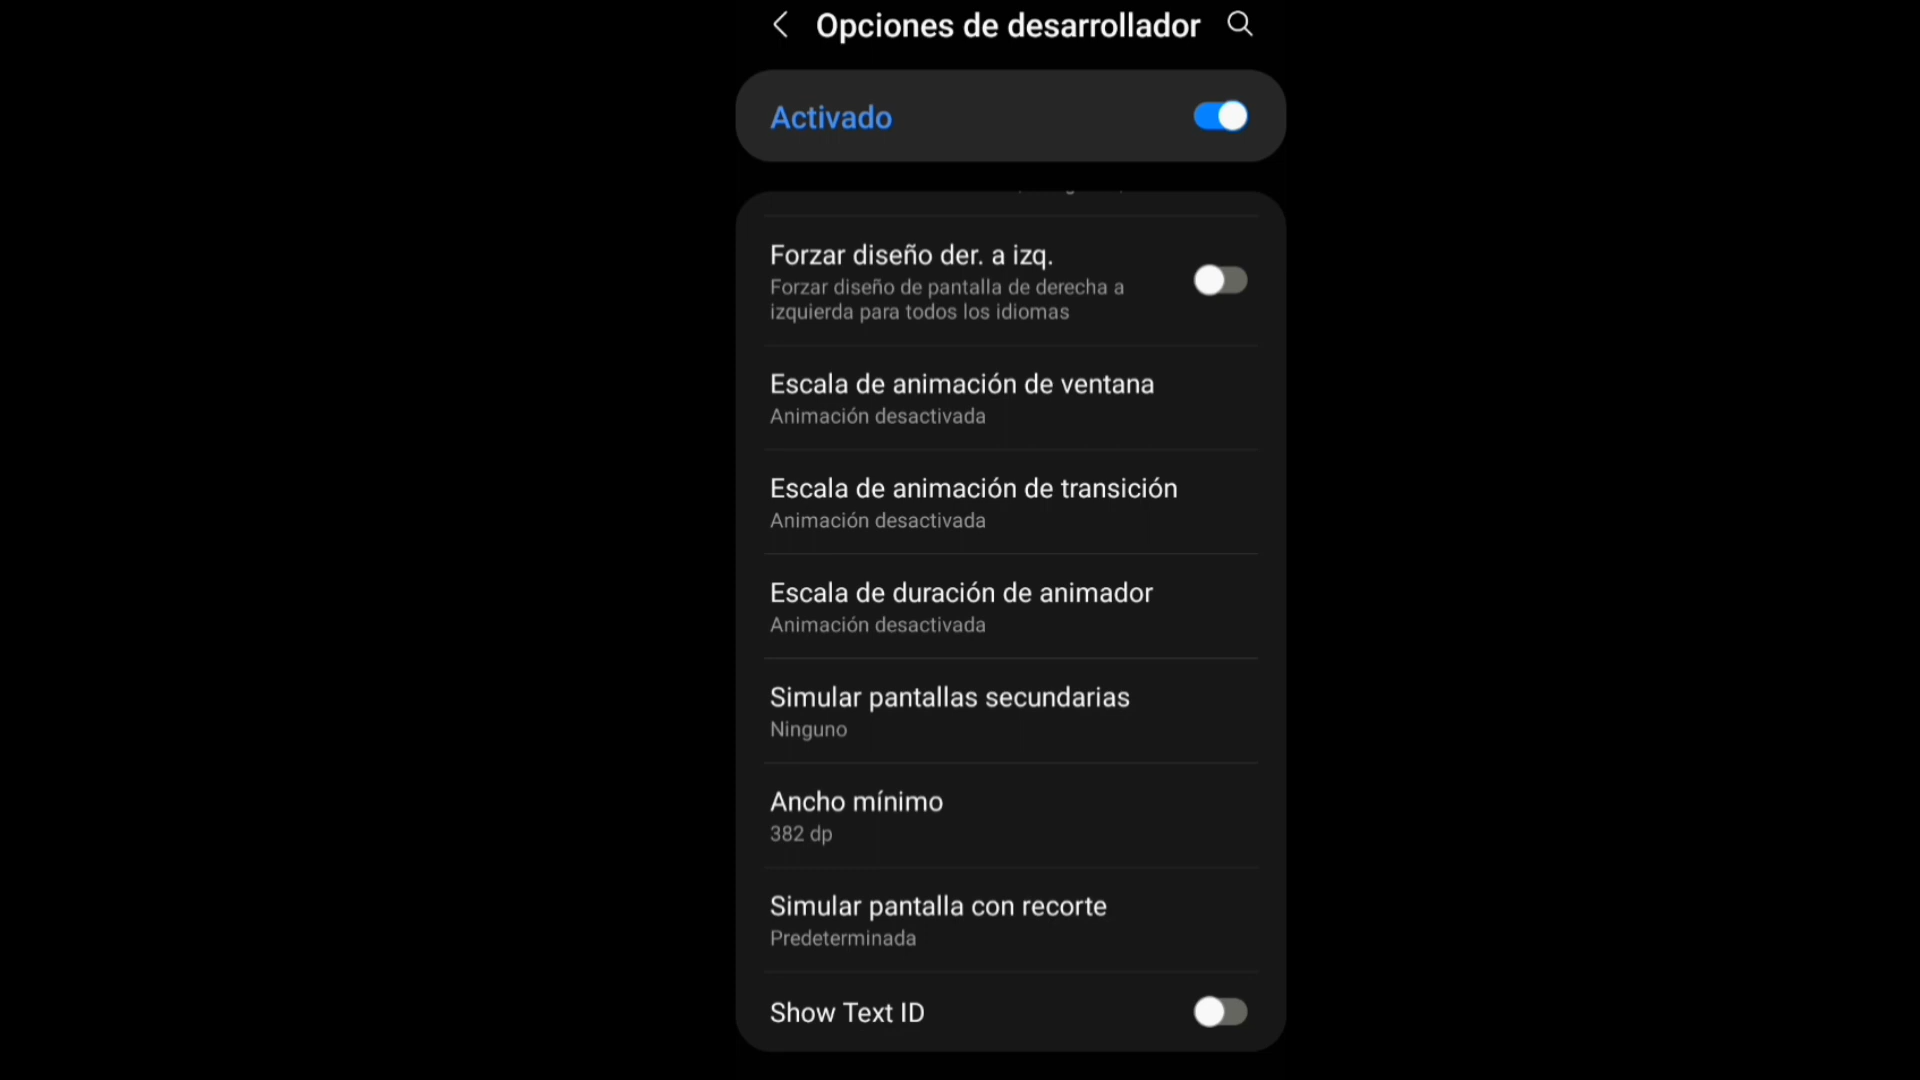 Opciones de desarrollador
Activado
Forzar diseño der. a izq.
Forzar diseño de pantalla de derecha a
izquierda para todos los idiomas
Escala de animación de ventana
Animación desactivada
Escala de animación de transición
Animación desactivada
Escala de duración de animador
Animación desactivada
Simular pantallas secundarias
Ninguno
Ancho mínimo
382 dp
Simular pantalla con recorte
Predeterminada
Show Text ID